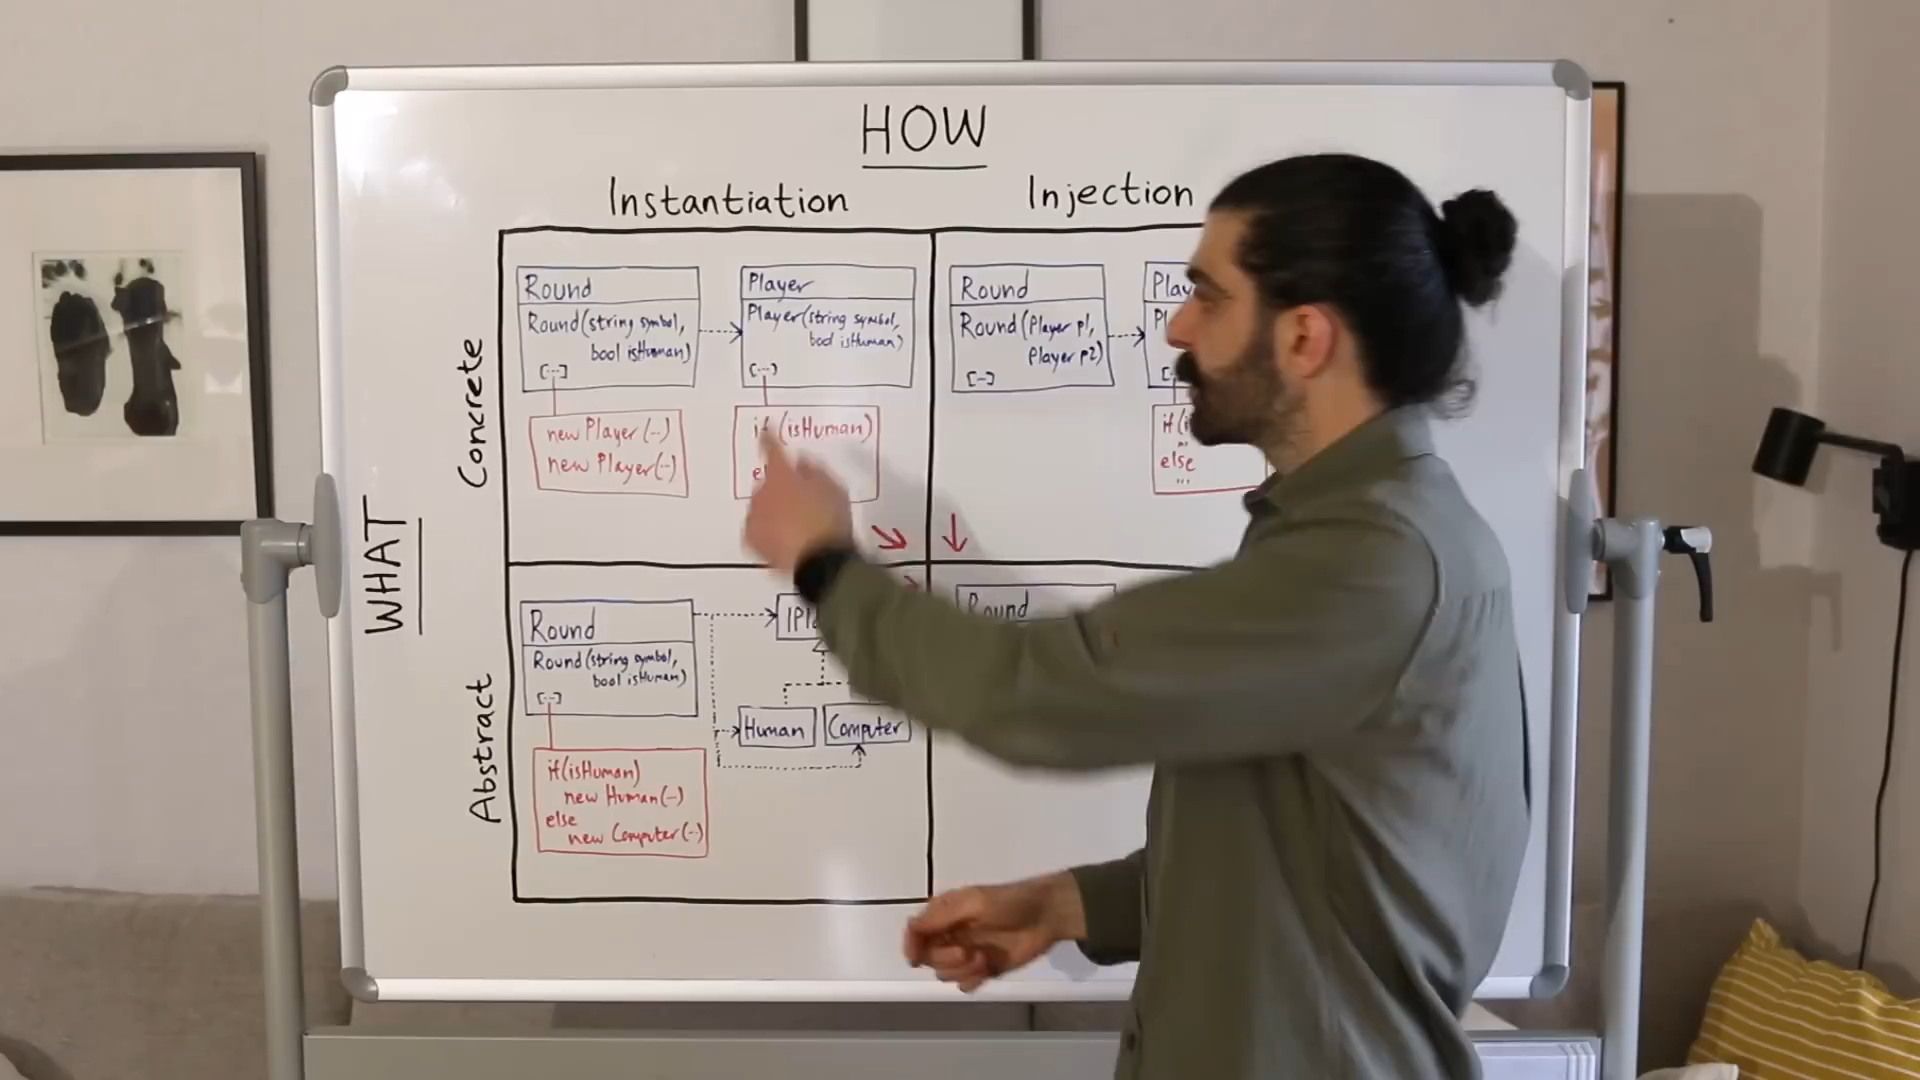 HOW
Instantiation
Injection
WHAT
Concrete
Abstract
Round
Round(string symbol,
bool isHuman)
[...]
new Player(...)
new Player(...)
Player
Player(string symbol,
bool isHuman)
[...]
if (isHuman)
Round
Round(Player p1,
Player p2)
[...]
else
...
Round
Round(string symbol,
bool isHuman)
[...]
if(isHuman)
new Human(...)
else
new Computer(...)
Human
Computer
Round